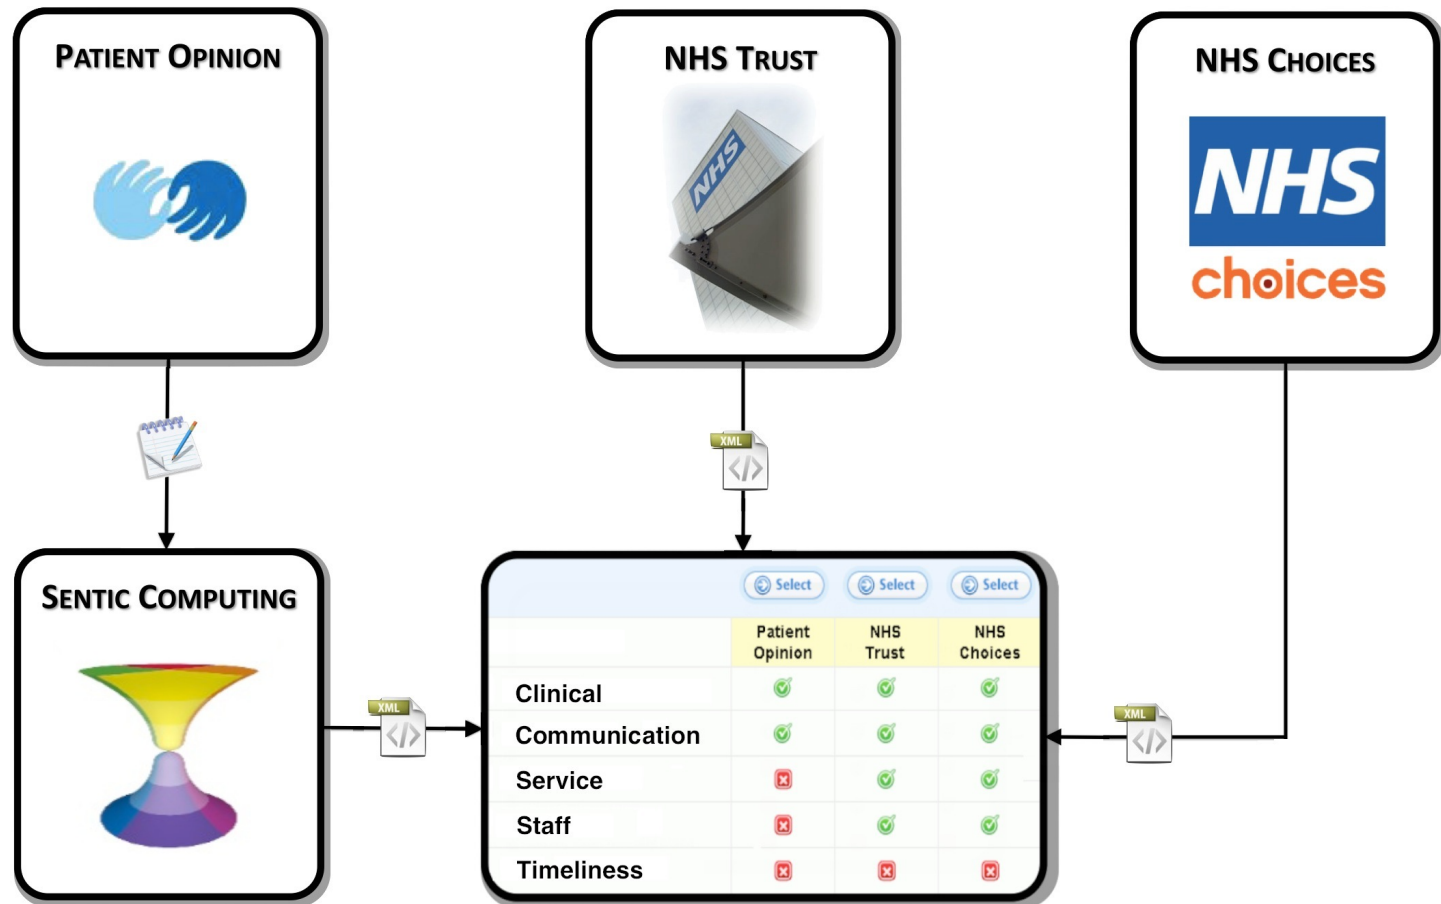 PATIENT OPINION
NHS TRUST
NHS
NHS CHOICES
NHS
choices
XML
SENTIC COMPUTING
XML
XML
Select Select Select
Patient Opinion
NHS Trust
NHS Choices
Clinical
Communication
Service
Staff
Timeliness